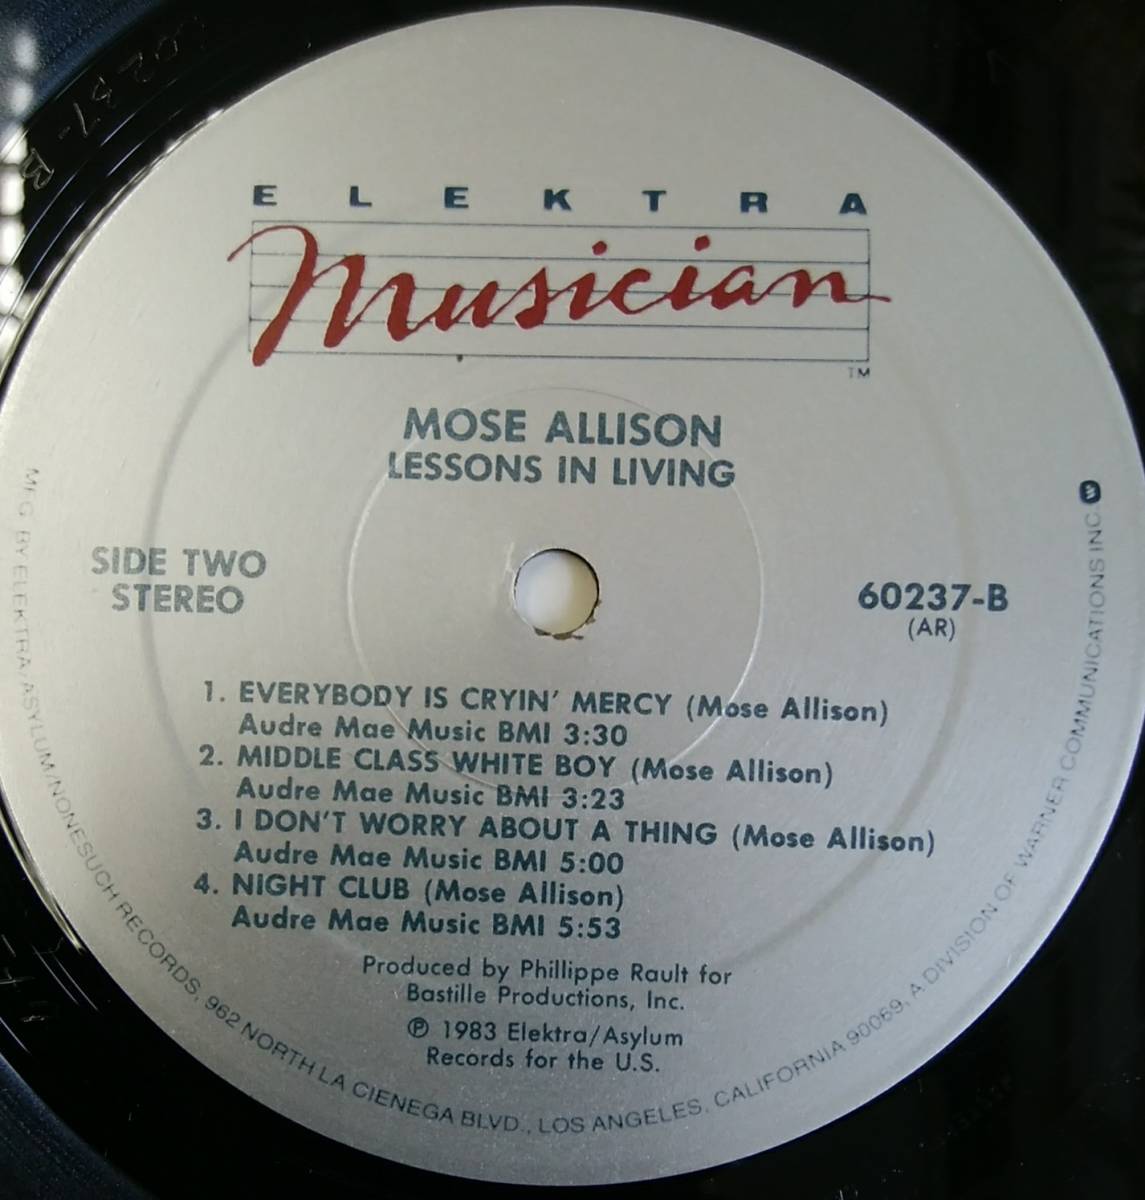 0237-B
ELEKTRA
Musician
TM
MOSE ALLISON
LESSONS IN LIVING
SIDE TWO
STEREO
60237-B
(AR)
1. EVERYBODY IS CRYIN' MERCY (Mose Allison)
Audre Mae Music BMI 3:30
2. MIDDLE CLASS WHITE BOY (Mose Allison)
Audre Mae Music BMI 3:23
3. I DON'T WORRY ABOUT A THING (Mose Allison)
Audre Mae Music BMI 5:00
4. NIGHT CLUB (Mose Allison)
Audre Mae Music BMI 5:53
Produced by Phillippe Rault for
Bastille Productions, Inc.
℗ 1983 Elektra/Asylum
Records for the U.S.
MFG. BY ELEKTRA/ASYLUM/NONESUCH RECORDS, 962 NORTH LA CIENEGA BLVD., LOS ANGELES, CALIFORNIA 90069, A DIVISION OF WARNER COMMUNICATIONS INC. W